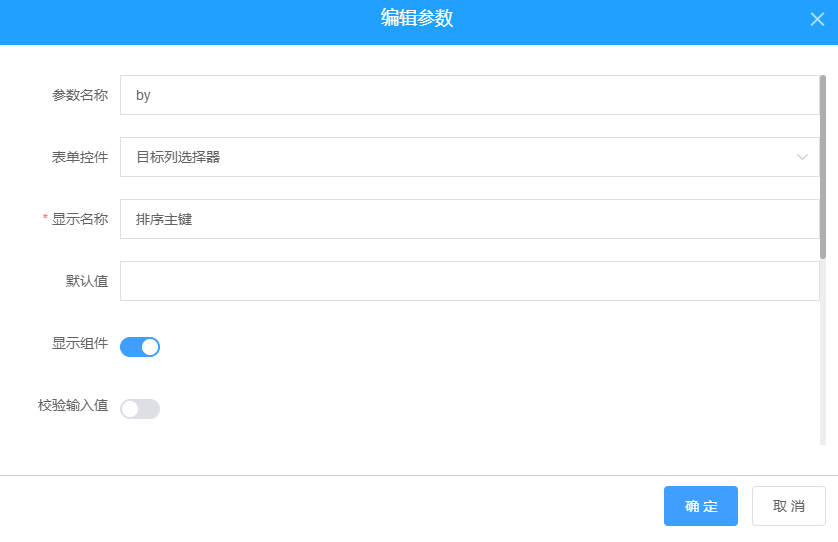 编辑参数
参数名称 by
表单控件 目标列选择器
* 显示名称 排序主键
默认值
显示组件
校验输入值
确 定 取 消